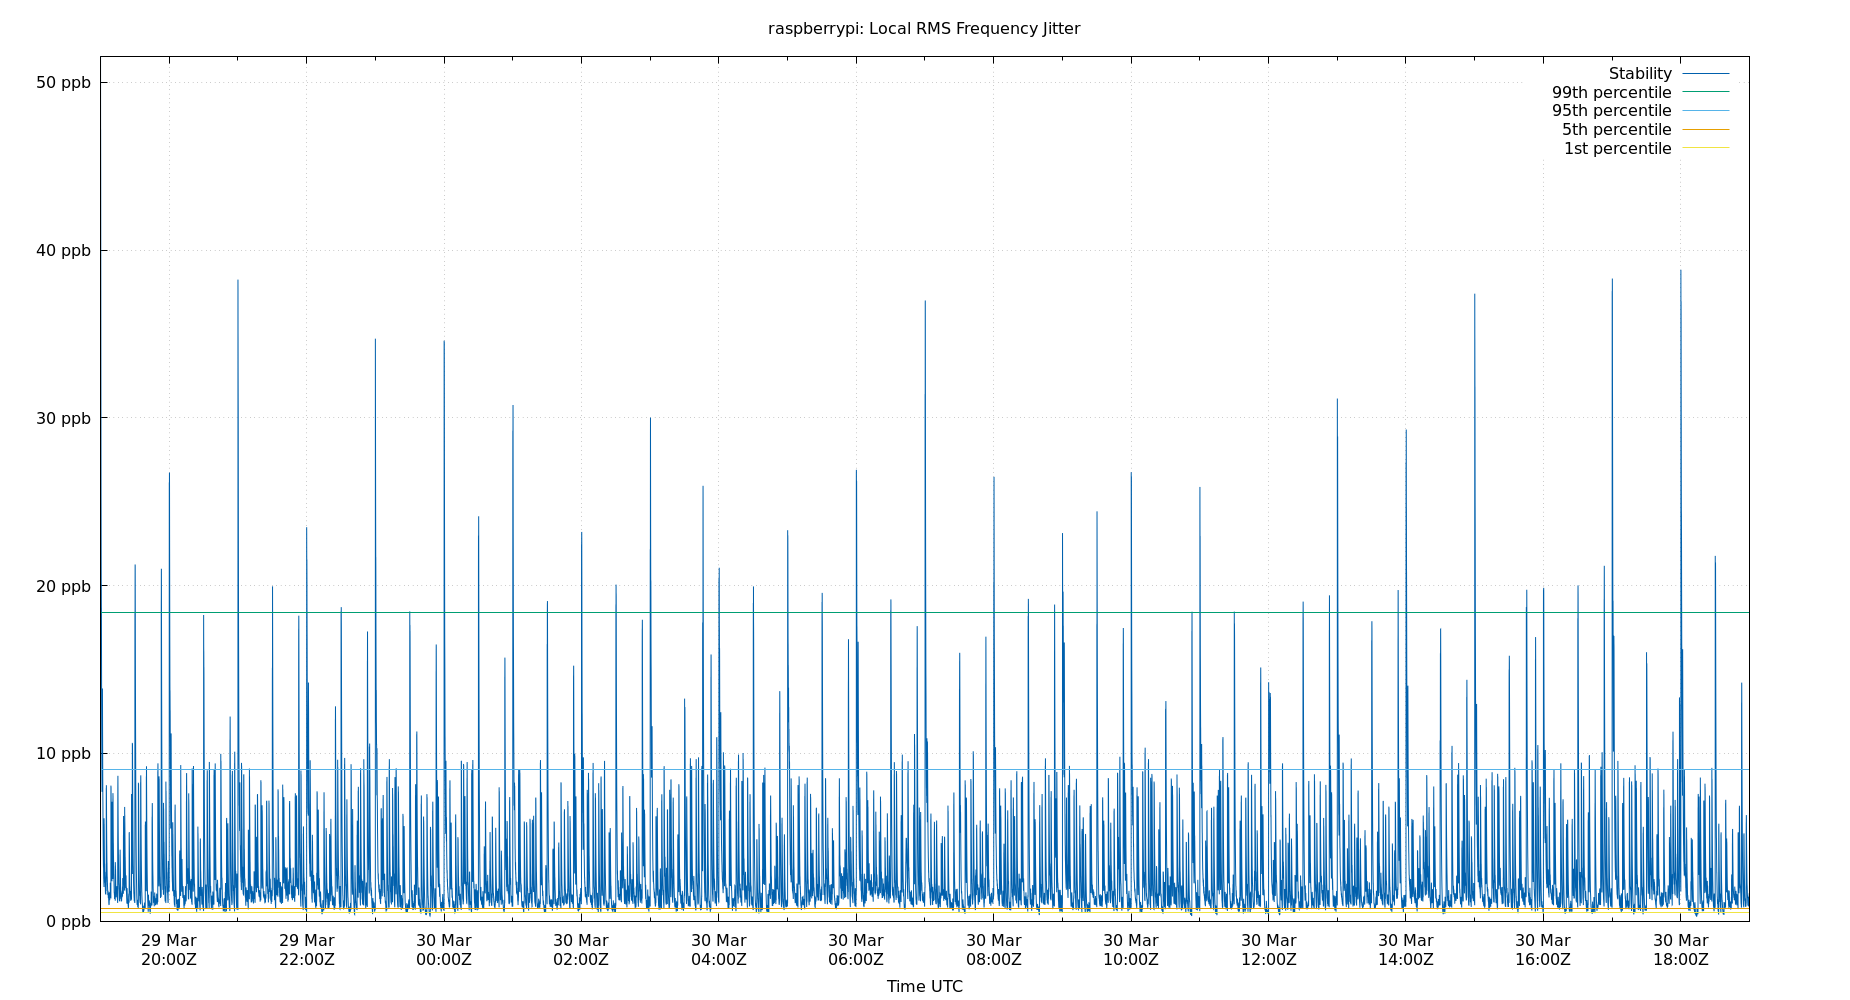 raspberrypi: Local RMS Frequency Jitter
50 ppb
40 ppb
30 ppb
20 ppb
10 ppb
0 ppb
Stability
99th percentile
95th percentile
5th percentile
1st percentile
29 Mar 29 Mar 30 Mar 30 Mar 30 Mar 30 Mar 30 Mar 30 Mar 30 Mar 30 Mar 30 Mar 30 Mar
20:00Z 22:00Z 00:00Z 02:00Z 04:00Z 06:00Z 08:00Z 10:00Z 12:00Z 14:00Z 16:00Z 18:00Z
Time UTC